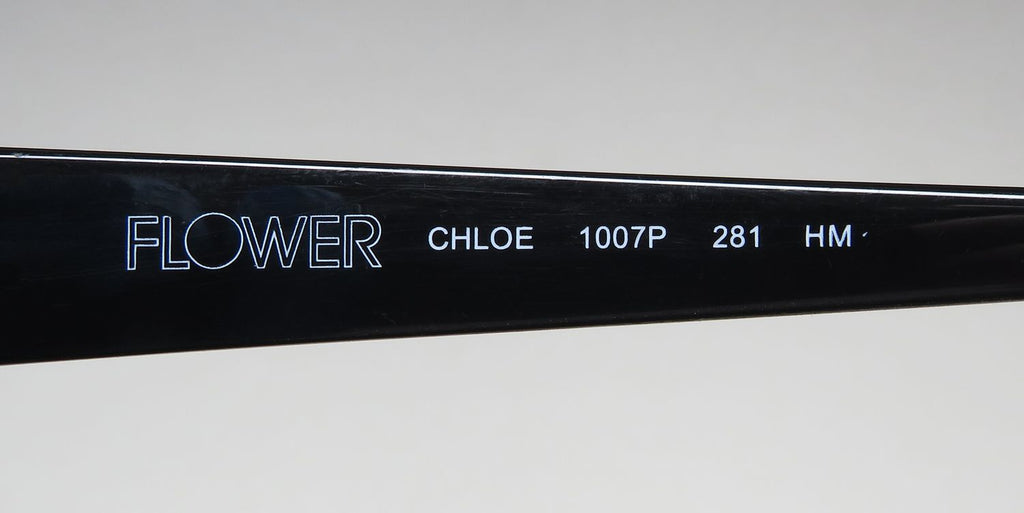 FLOWER CHLOE 1007P 281 HM